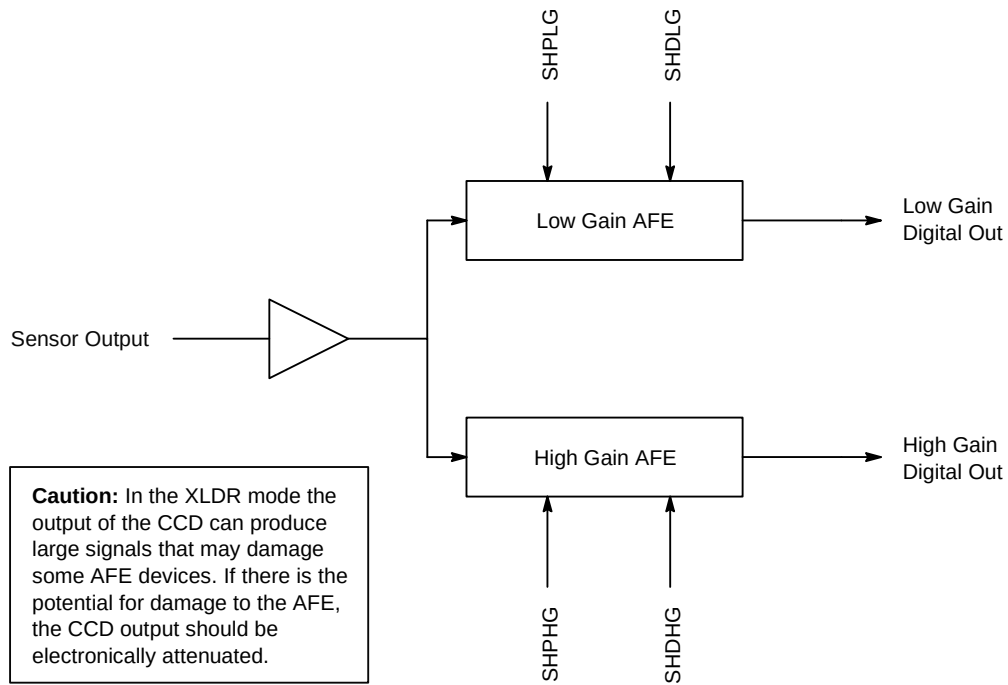 SHPLG
SHDLG
Low Gain AFE
Low Gain
Digital Out
Sensor Output
High Gain AFE
High Gain
Digital Out
Caution: In the XLDR mode the
output of the CCD can produce
large signals that may damage
some AFE devices. If there is the
potential for damage to the AFE,
the CCD output should be
electronically attenuated.
SHPHG
SHDHG